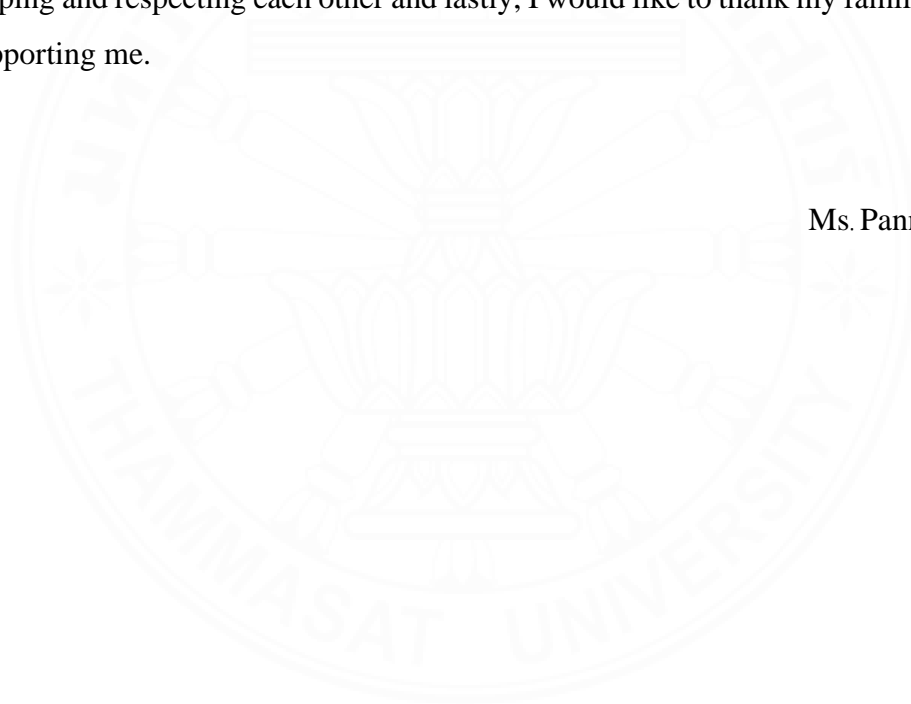 ping and respecting each other and lastly, I would like to thank my famil
pporting me.
Ms. Pann
THAMMASAT UNIVERSITY